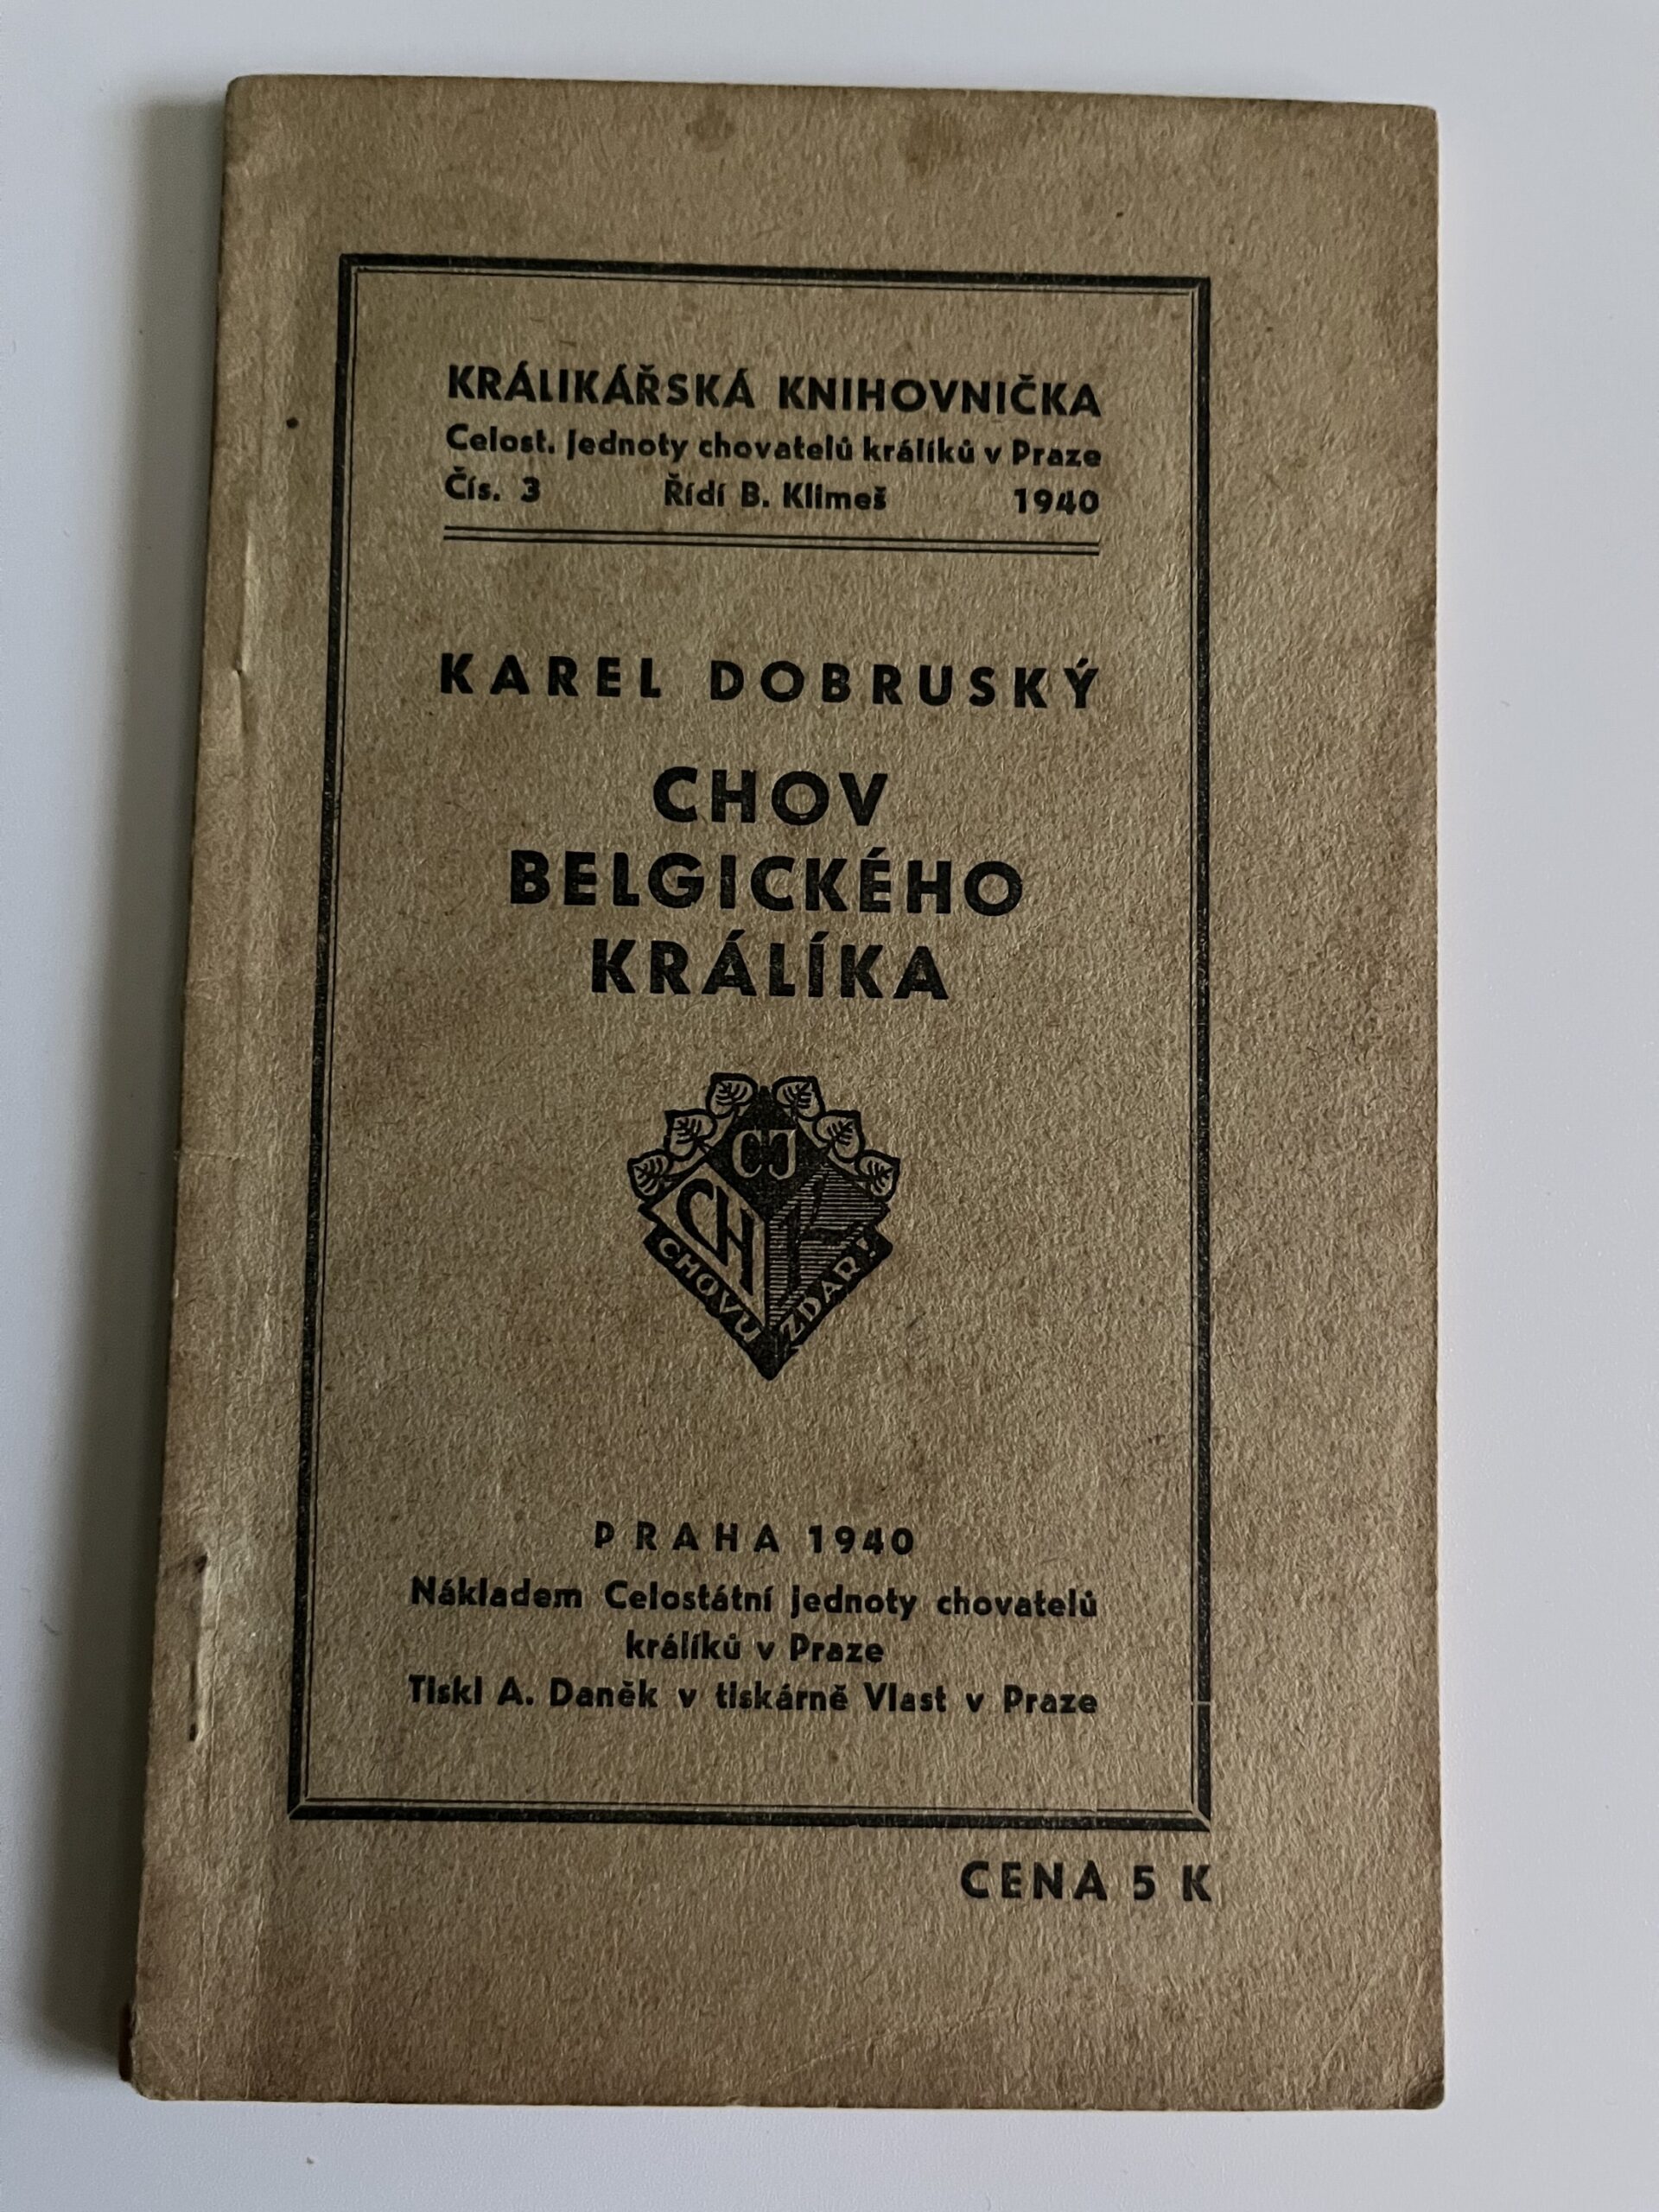 KRÁLIKÁŘSKÁ KNIHOVNIČKA
Celost. jednoty chovatelů králíků v Praze
Čís. 3 Řídí B. Klimeš 1940
KAREL DOBRUSKÝ
CHOV
BELGICKÉHO
KRÁLÍKA
CJ
CH K
CHOVU ZDAR!
PRAHA 1940
Nákladem Celostátní jednoty chovatelů
králíků v Praze
Tiskl A. Daněk v tiskárně Vlast v Praze
CENA 5 K